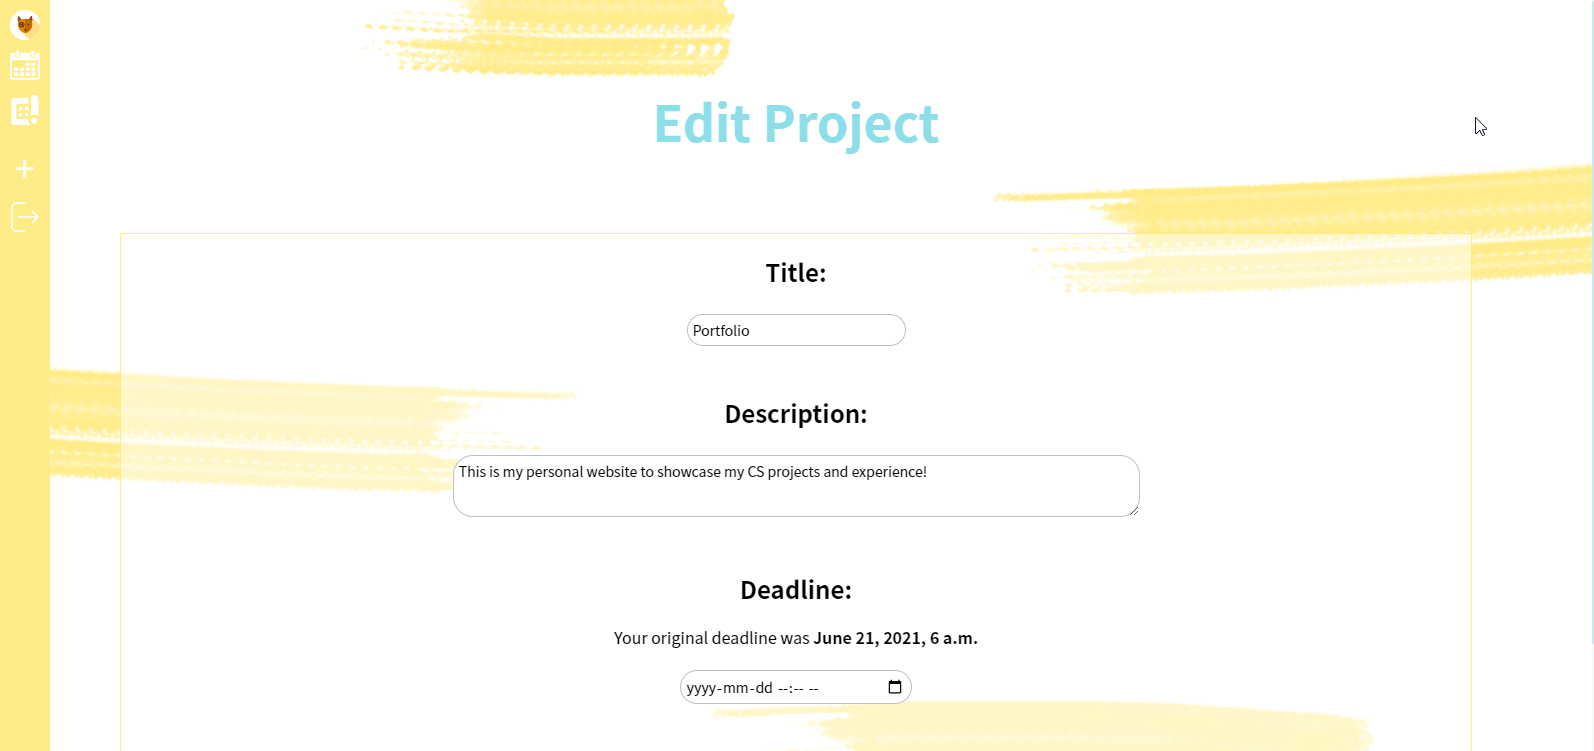 Edit Project
Title:
Portfolio
Description:
This is my personal website to showcase my CS projects and experience!
Deadline:
Your original deadline was June 21, 2021, 6 a.m.
yyyy-mm-dd --:-- --